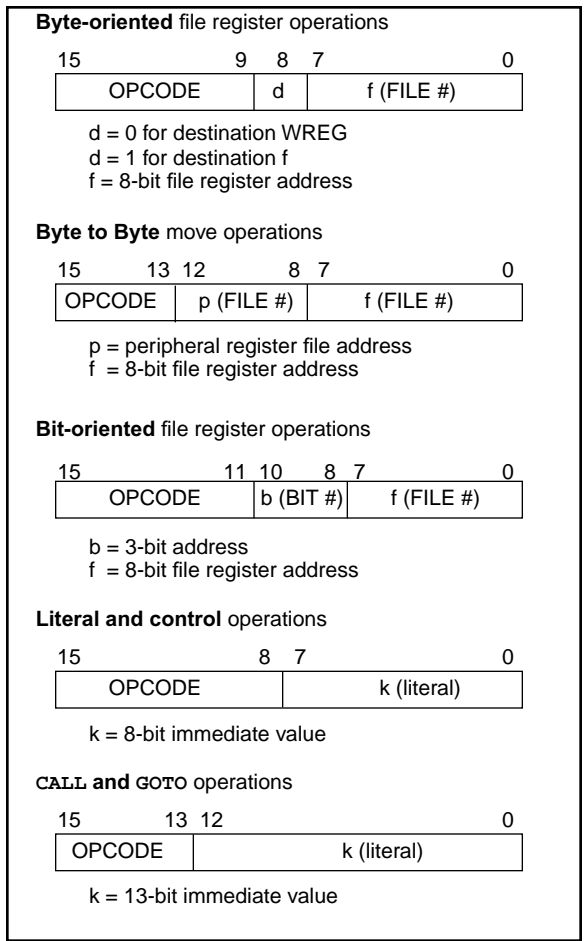 Byte-oriented file register operations
15 9 8 7 0
OPCODE d f (FILE #)
d = 0 for destination WREG
d = 1 for destination f
f = 8-bit file register address
Byte to Byte move operations
15 13 12 8 7 0
OPCODE p (FILE #) f (FILE #)
p = peripheral register file address
f = 8-bit file register address
Bit-oriented file register operations
15 11 10 8 7 0
OPCODE b (BIT #) f (FILE #)
b = 3-bit address
f = 8-bit file register address
Literal and control operations
15 8 7 0
OPCODE k (literal)
k = 8-bit immediate value
CALL and GOTO operations
15 13 12 0
OPCODE k (literal)
k = 13-bit immediate value